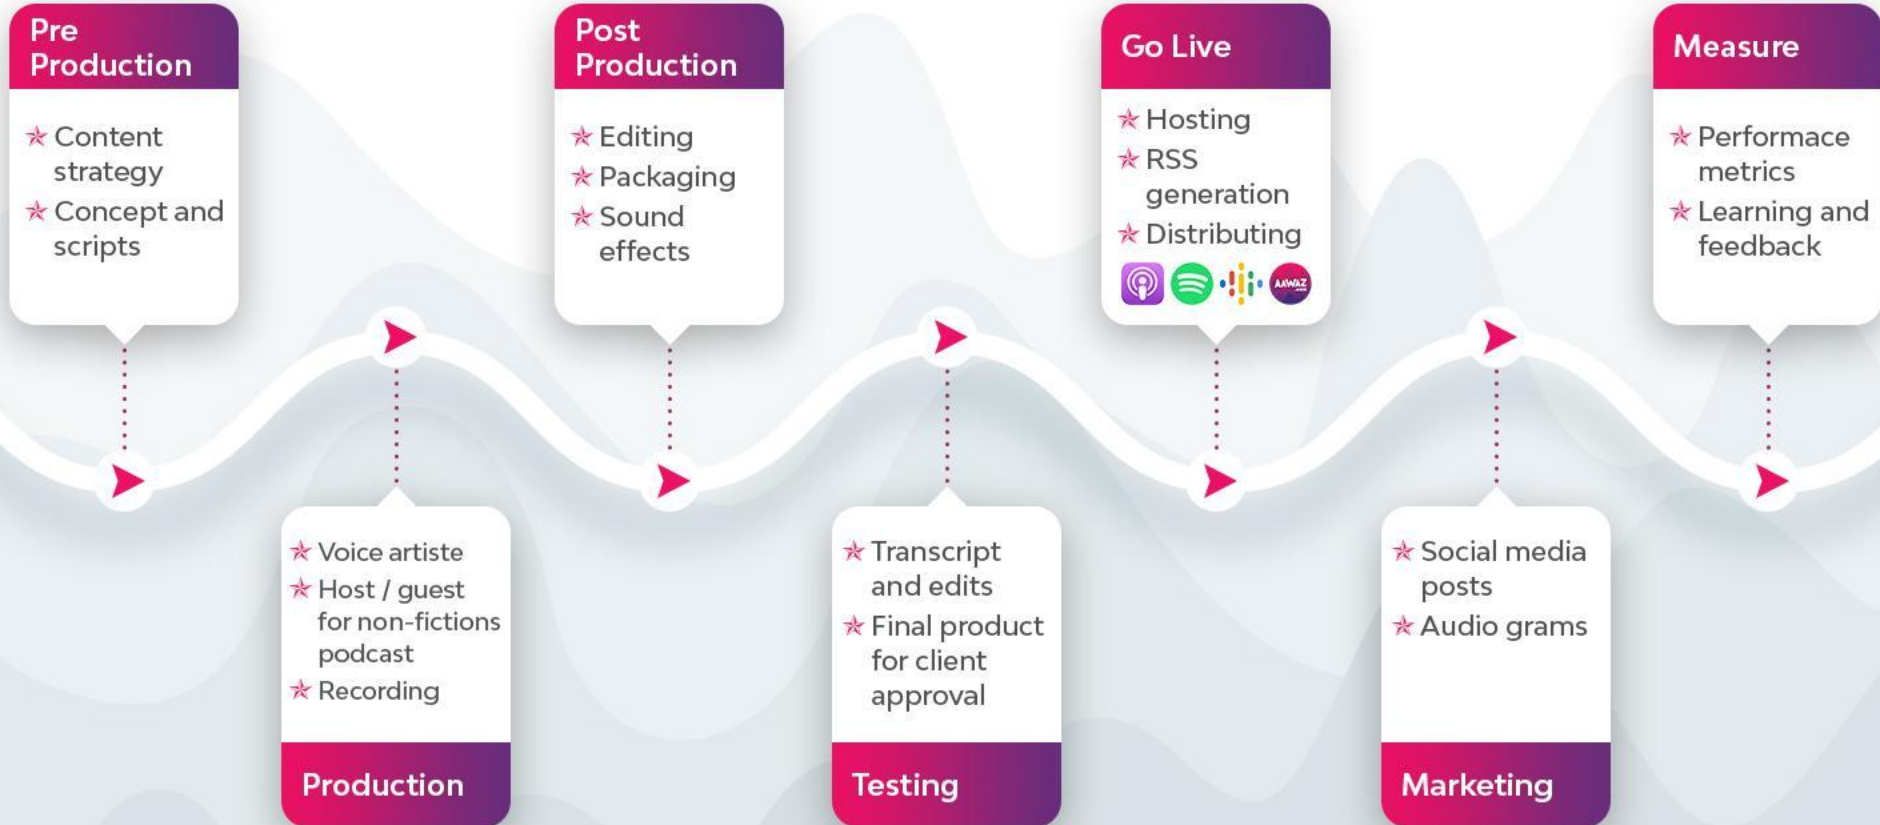 Pre
Production
Content
strategy
Concept and
scripts
Voice artiste
Host / guest
for non-fictions
podcast
Recording
Production
Post
Production
Editing
Packaging
Sound
effects
Transcript
and edits
Final product
for client
approval
Testing
Go Live
Hosting
RSS
generation
Distributing
AAWAZ
.com
Social media
posts
Audio grams
Marketing
Measure
Performace
metrics
Learning and
feedback